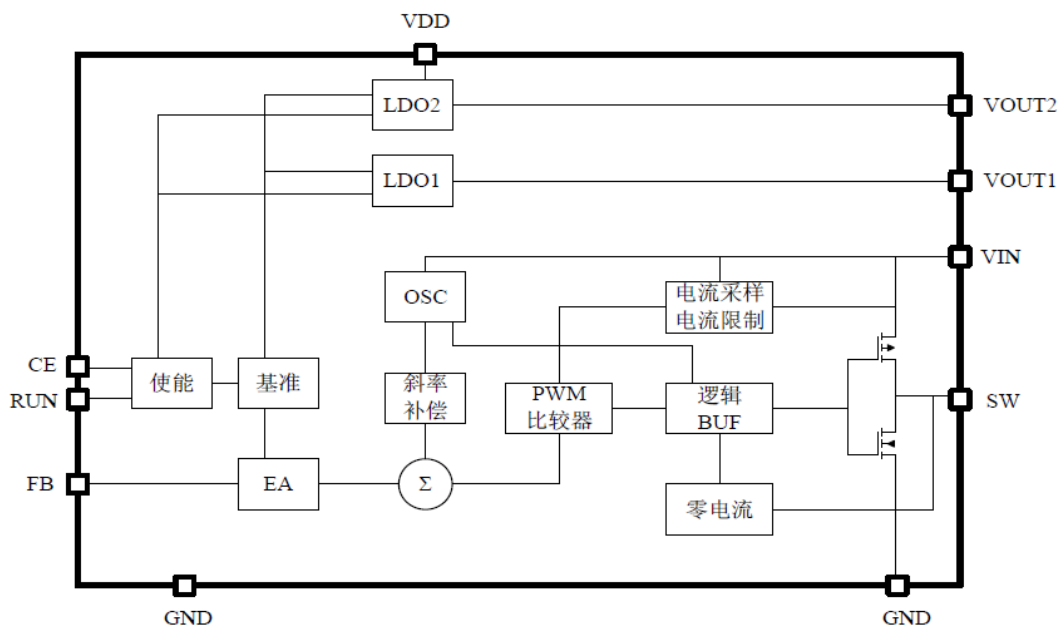 VDD
LDO2
VOUT2
LDO1
VOUT1
VIN
OSC
电流采样
电流限制
CE
使能
基准
斜率
补偿
PWM
比较器
逻辑
BUF
RUN
SW
FB
EA
Σ
零电流
GND
GND